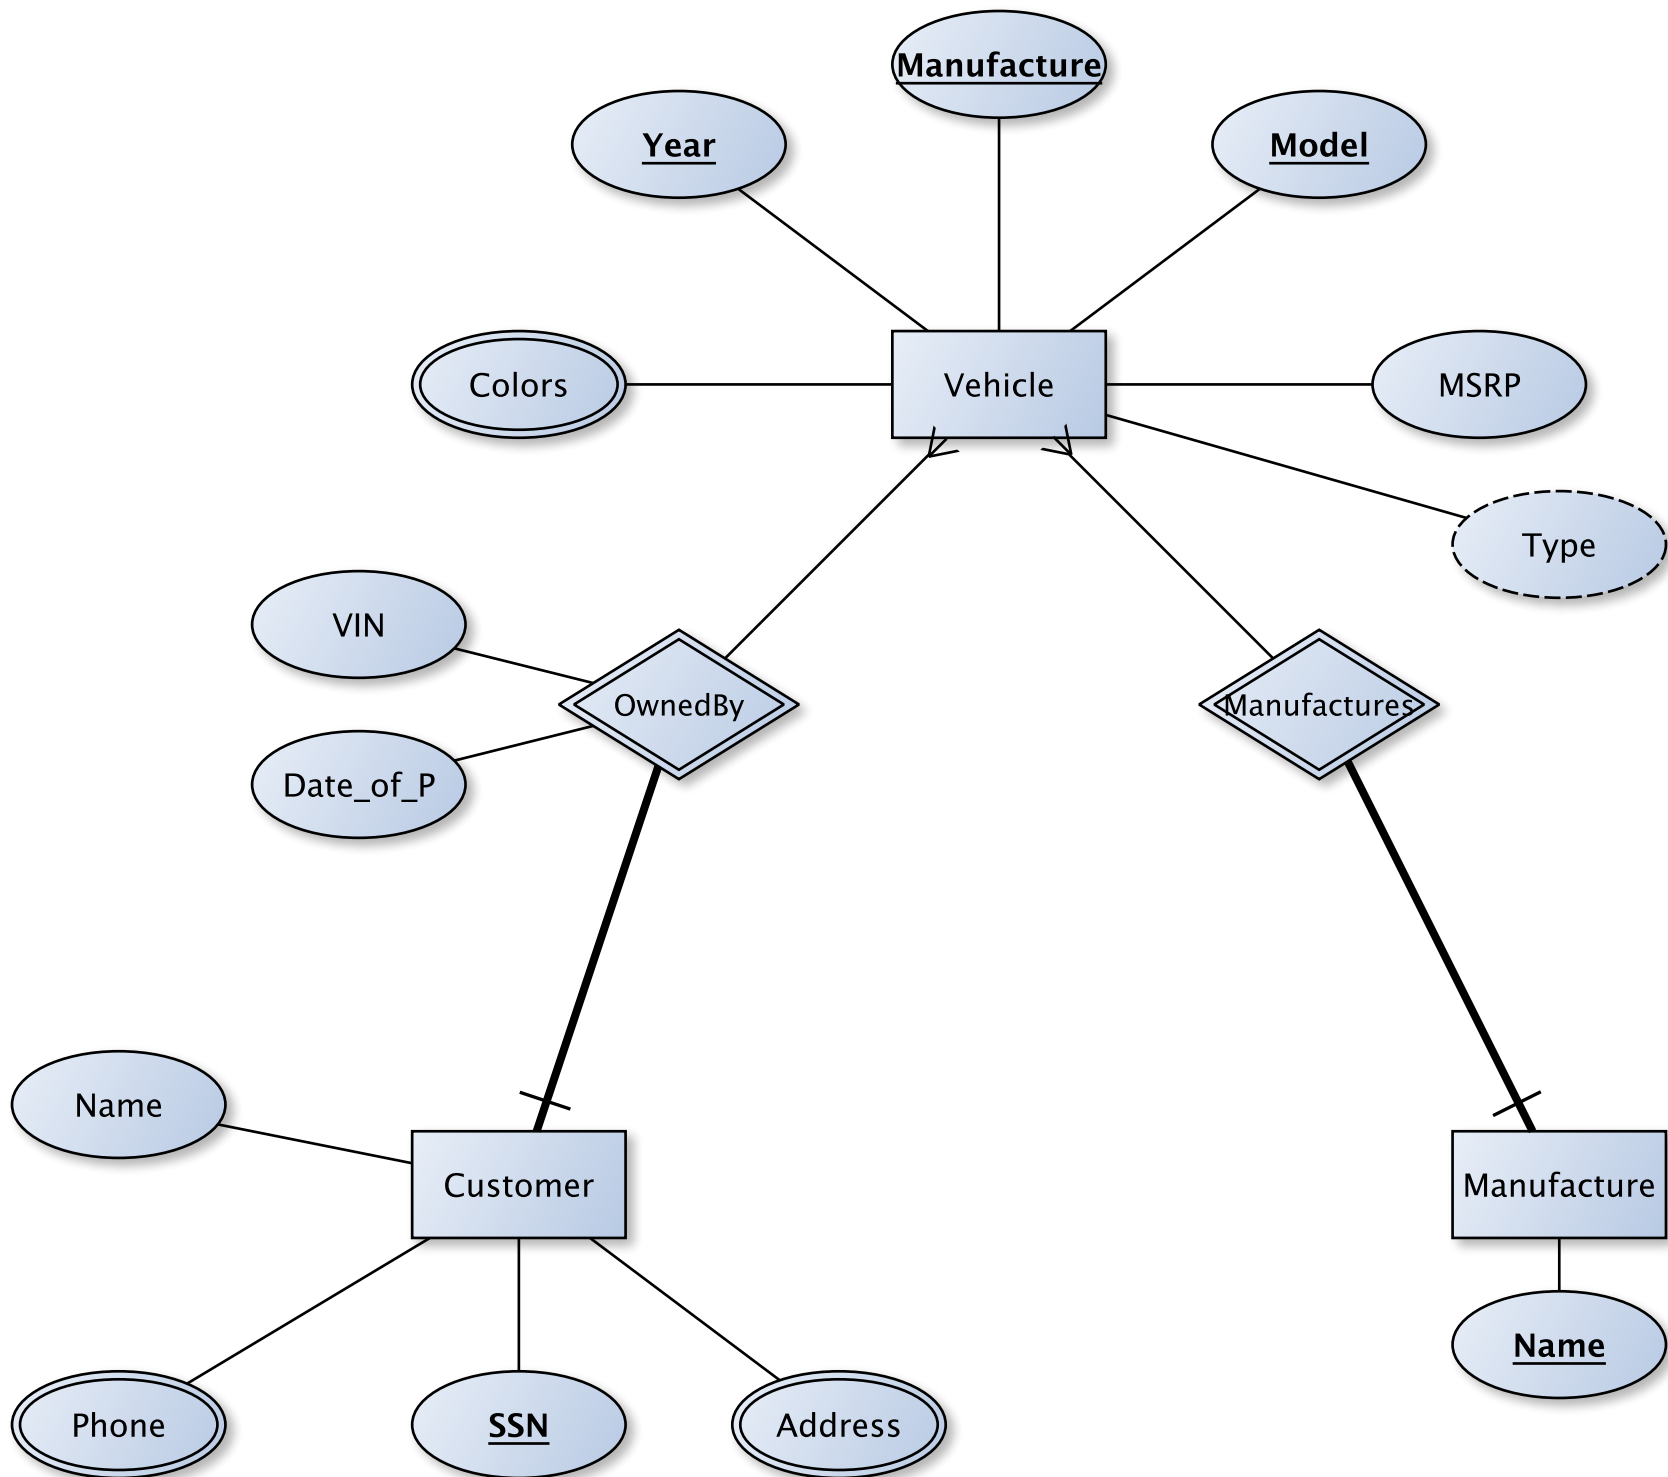 Manufacture
Year
Model
Colors
Vehicle
MSRP
Type
VIN
OwnedBy
Manufactures
Date_of_P
Name
Customer
Manufacture
Name
Phone
SSN
Address